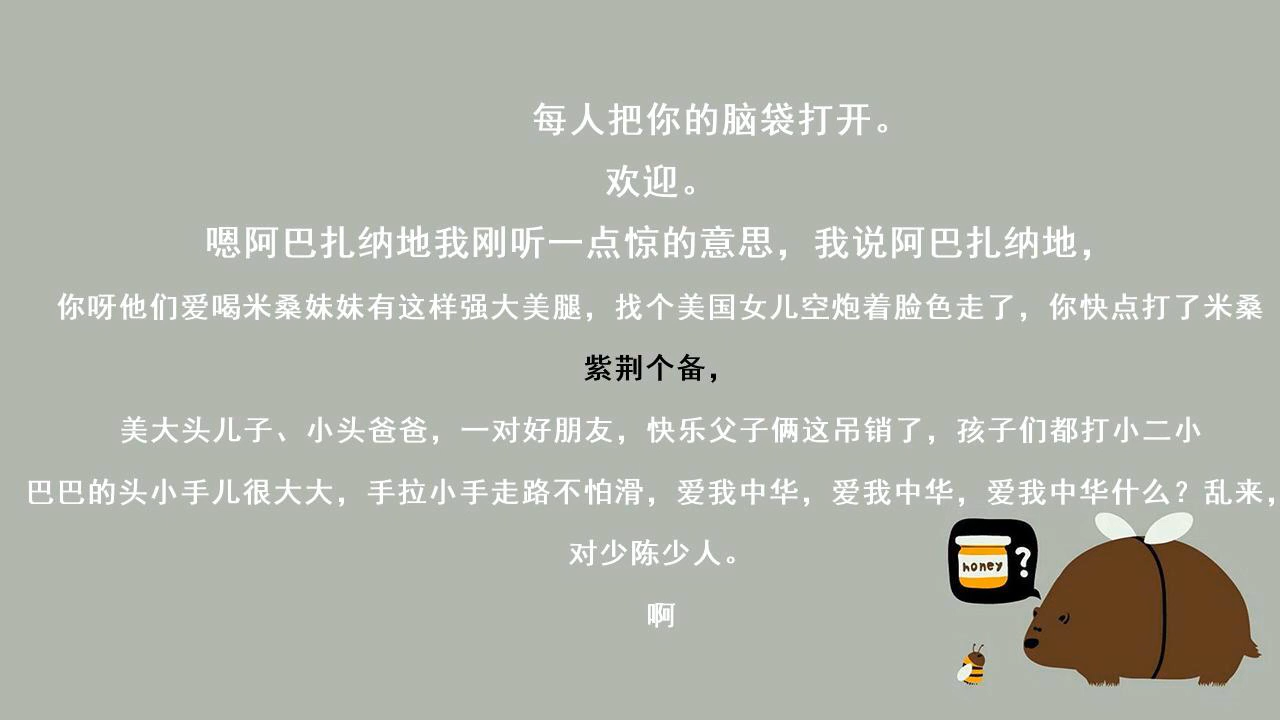 每人把你的脑袋打开。
欢迎。
嗯阿巴扎纳地我刚听一点惊的意思，我说阿巴扎纳地，
你呀他们爱喝米桑妹妹有这样强大美腿，找个美国女儿空炮着脸色走了，你快点打了米桑
紫荆个备，
美大头儿子、小头爸爸，一对好朋友，快乐父子俩这吊销了，孩子们都打小二小
巴巴的头小手儿很大大，手拉小手走路不怕滑，爱我中华，爱我中华，爱我中华什么？乱来，
对少陈少人。
啊
honey ?